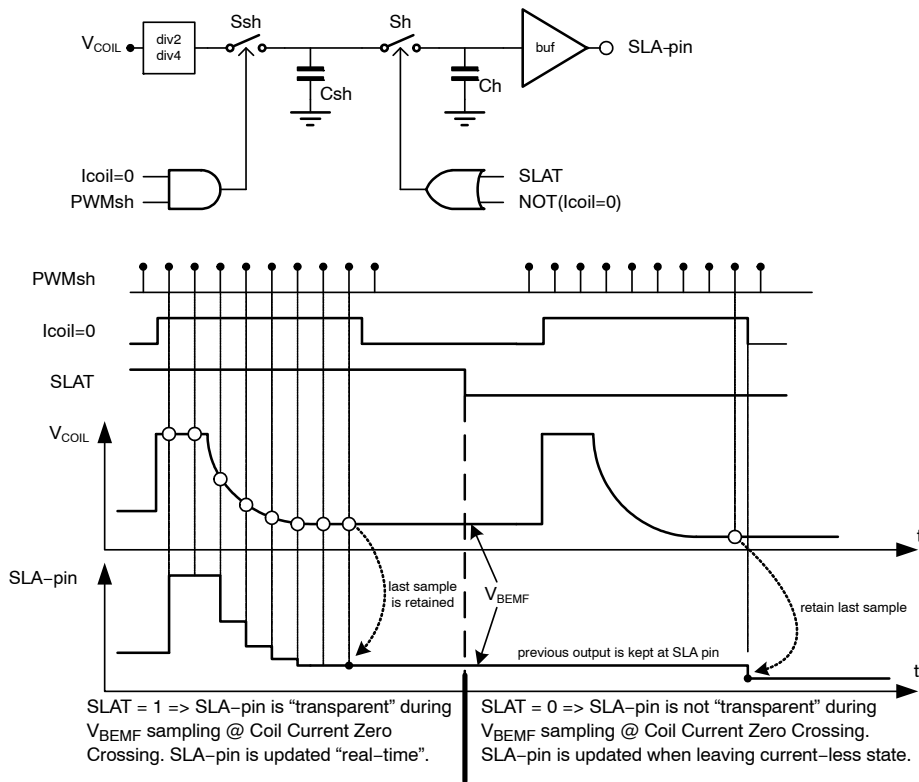 Ssh
Sh
VCOIL
div2
div4
buf
SLA−pin
Csh
Ch
Icoil=0
PWMsh
SLAT
NOT(Icoil=0)
PWMsh
Icoil=0
SLAT
VCOIL
t
SLA−pin
last sample
is retained
VBEMF
retain last sample
previous output is kept at SLA pin
t
SLAT = 1 => SLA−pin is “transparent” during
VBEMF sampling @ Coil Current Zero
Crossing. SLA−pin is updated “real−time”.
SLAT = 0 => SLA−pin is not “transparent” during
VBEMF sampling @ Coil Current Zero Crossing.
SLA−pin is updated when leaving current−less state.